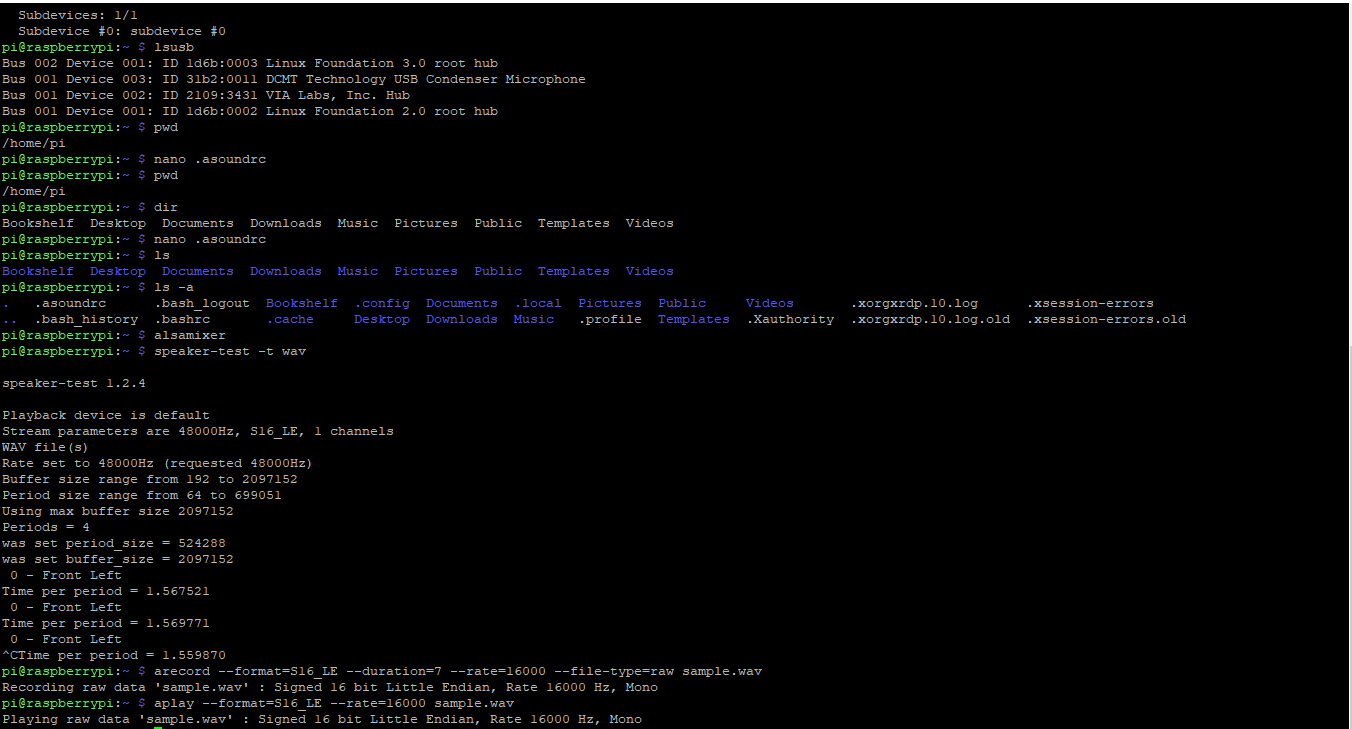 Subdevices: 1/1
Subdevice #0: subdevice #0
pi@raspberrypi:~ $ lsusb
Bus 002 Device 001: ID 1d6b:0003 Linux Foundation 3.0 root hub
Bus 001 Device 003: ID 31b2:0011 DCMT Technology USB Condenser Microphone
Bus 001 Device 002: ID 2109:3431 VIA Labs, Inc. Hub
Bus 001 Device 001: ID 1d6b:0002 Linux Foundation 2.0 root hub
pi@raspberrypi:~ $ pwd
/home/pi
pi@raspberrypi:~ $ nano .asoundrc
pi@raspberrypi:~ $ pwd
/home/pi
pi@raspberrypi:~ $ dir
Bookshelf  Desktop  Documents  Downloads  Music  Pictures  Public  Templates  Videos
pi@raspberrypi:~ $ nano .asoundrc
pi@raspberrypi:~ $ ls
Bookshelf  Desktop  Documents  Downloads  Music  Pictures  Public  Templates  Videos
pi@raspberrypi:~ $ ls -a
.   .asoundrc      .bash_logout  Bookshelf  .config  Documents  .local  Pictures  Public     Videos       .xorgxrdp.10.log      .xsession-errors
..  .bash_history  .bashrc       .cache     Desktop  Downloads  Music   .profile  Templates  .Xauthority  .xorgxrdp.10.log.old  .xsession-errors.old
pi@raspberrypi:~ $ alsamixer
pi@raspberrypi:~ $ speaker-test -t wav
speaker-test 1.2.4
Playback device is default
Stream parameters are 48000Hz, S16_LE, 1 channels
WAV file(s)
Rate set to 48000Hz (requested 48000Hz)
Buffer size range from 192 to 2097152
Period size range from 64 to 699051
Using max buffer size 2097152
Periods = 4
was set period_size = 524288
was set buffer_size = 2097152
0 - Front Left
Time per period = 1.567521
0 - Front Left
Time per period = 1.569771
0 - Front Left
^CTime per period = 1.559870
pi@raspberrypi:~ $ arecord --format=S16_LE --duration=7 --rate=16000 --file-type=raw sample.wav
Recording raw data 'sample.wav' : Signed 16 bit Little Endian, Rate 16000 Hz, Mono
pi@raspberrypi:~ $ aplay --format=S16_LE --rate=16000 sample.wav
Playing raw data 'sample.wav' : Signed 16 bit Little Endian, Rate 16000 Hz, Mono